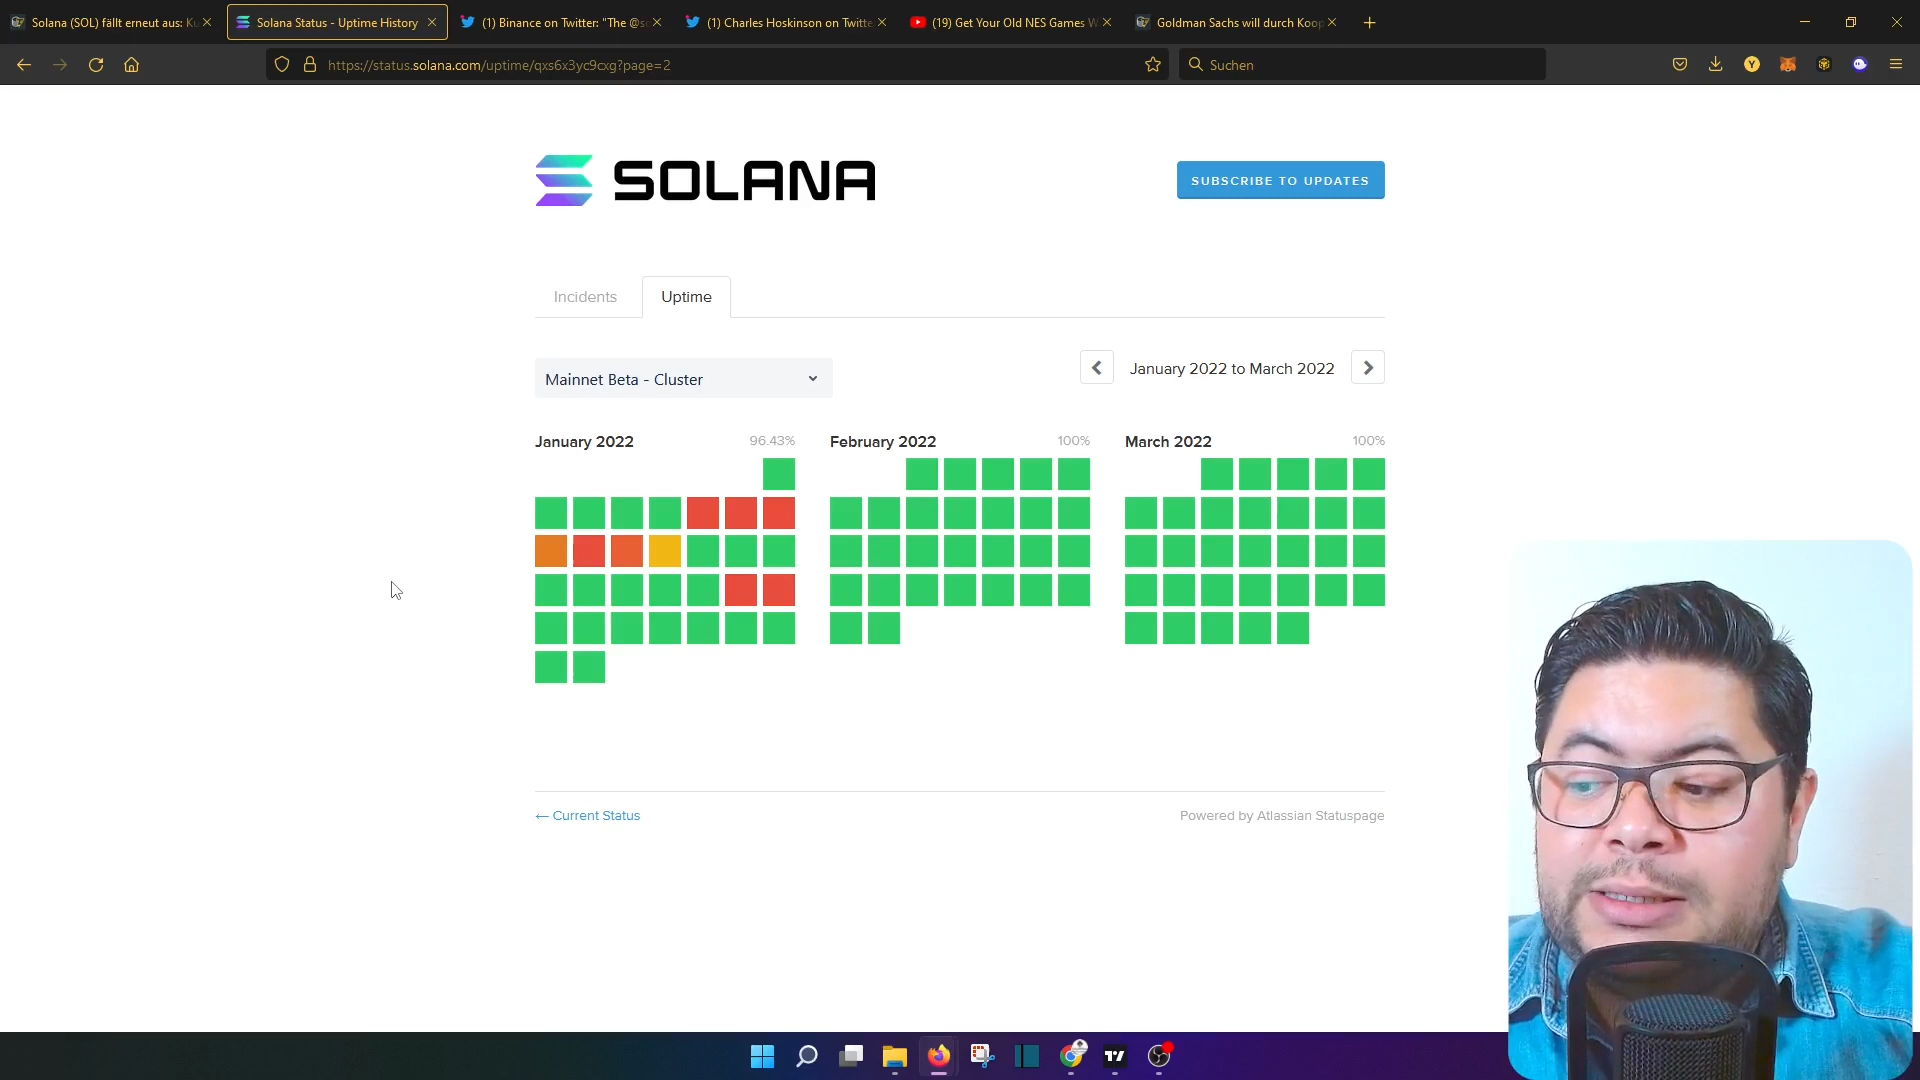 Solana (SOL) fällt erneut aus: Ku
Solana Status - Uptime History
(1) Binance on Twitter: "The @s
(1) Charles Hoskinson on Twitte
(19) Get Your Old NES Games W
Goldman Sachs will durch Koop
https://status.solana.com/uptime/qxs6x3yc9cxg?page=2
Suchen
SOLANA
SUBSCRIBE TO UPDATES
Incidents
Uptime
Mainnet Beta - Cluster
January 2022 to March 2022
January 2022
96.43%
February 2022
100%
March 2022
100%
← Current Status
Powered by Atlassian Statuspage